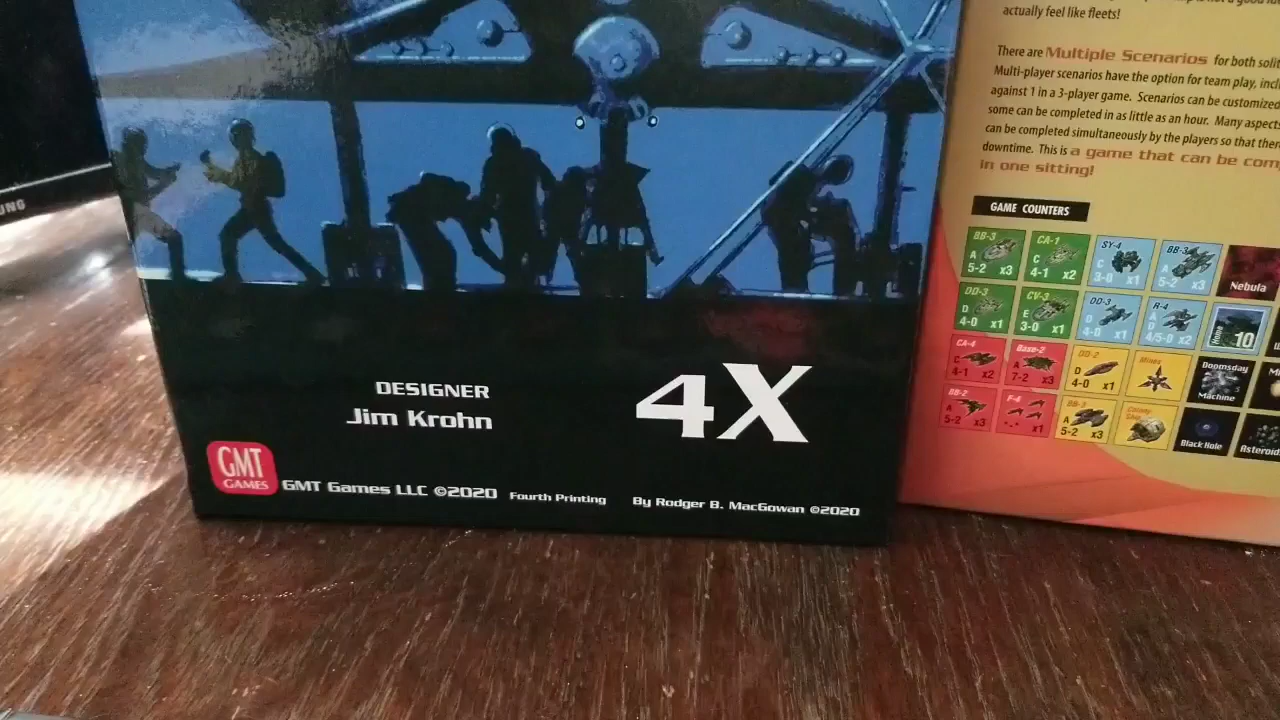 DESIGNER
Jim Krohn
4X
GMT
GAMES
GMT Games LLC ©2020 Fourth Printing By Rodger B. MacGowan ©2020
actually feel like fleets!
There are Multiple Scenarios for both
Multi-player scenarios have the option for team play,
against 1 in a 3-player game. Scenarios can be customized
some can be completed in as little as an hour. Many
can be completed simultaneously by the players so that
downtime. This is a game that can be
in one sitting!
GAME COUNTERS
BB-3 A 5-2 x3
CA-1 C 4-1 x2
SY-4 C 3-0 x1
BB-3 A 5-2 x3
Nebula
DD-3 D 4-0 x1
CV-3 E 3-0 x1
DD-3 D 4-0 x1
R-4 A D 4/5-0 x2
Home 10
CA-4 C 4-1 x2
Base-2 A 7-2 x3
DD-2 D 4-0 x1
Mines
Doomsday
Machine
BB-2 A 5-2 x3
F-4 x1
BB-3 A 5-2 x3
Colony Ship
Black Hole